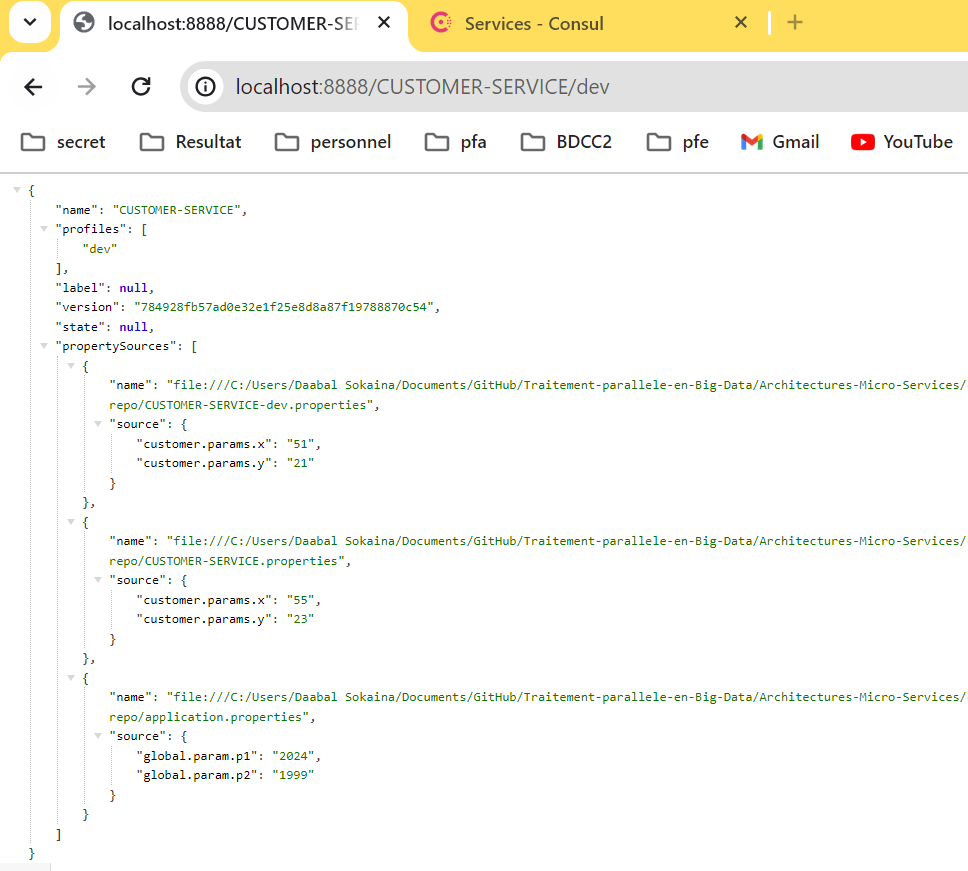 localhost:8888/CUSTOMER-SE
Services - Consul
localhost:8888/CUSTOMER-SERVICE/dev
secret Resultat personnel pfa BDCC2 pfe Gmail YouTube
{
"name": "CUSTOMER-SERVICE",
"profiles": [
"dev"
],
"label": null,
"version": "784928fb57ad0e32e1f25e8d8a87f19788870c54",
"state": null,
"propertySources": [
{
"name": "file:///C:/Users/Daabal Sokaina/Documents/GitHub/Traitement-parallele-en-Big-Data/Architectures-Micro-Services/
repo/CUSTOMER-SERVICE-dev.properties",
"source": {
"customer.params.x": "51",
"customer.params.y": "21"
}
},
{
"name": "file:///C:/Users/Daabal Sokaina/Documents/GitHub/Traitement-parallele-en-Big-Data/Architectures-Micro-Services/
repo/CUSTOMER-SERVICE.properties",
"source": {
"customer.params.x": "55",
"customer.params.y": "23"
}
},
{
"name": "file:///C:/Users/Daabal Sokaina/Documents/GitHub/Traitement-parallele-en-Big-Data/Architectures-Micro-Services/
repo/application.properties",
"source": {
"global.param.p1": "2024",
"global.param.p2": "1999"
}
}
]
}